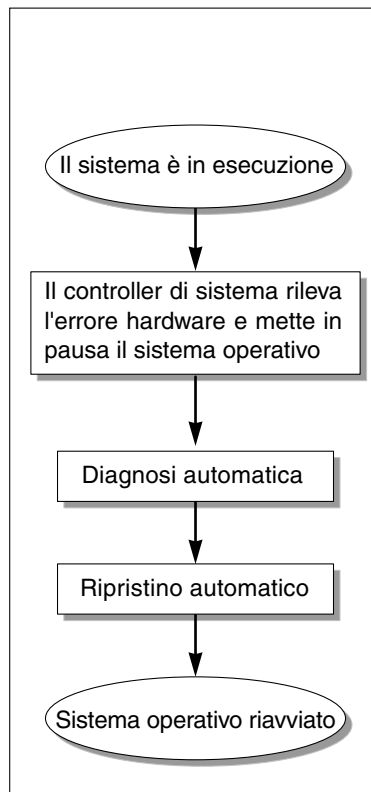 Il sistema è in esecuzione
Il controller di sistema rileva
l'errore hardware e mette in
pausa il sistema operativo
Diagnosi automatica
Ripristino automatico
Sistema operativo riavviato